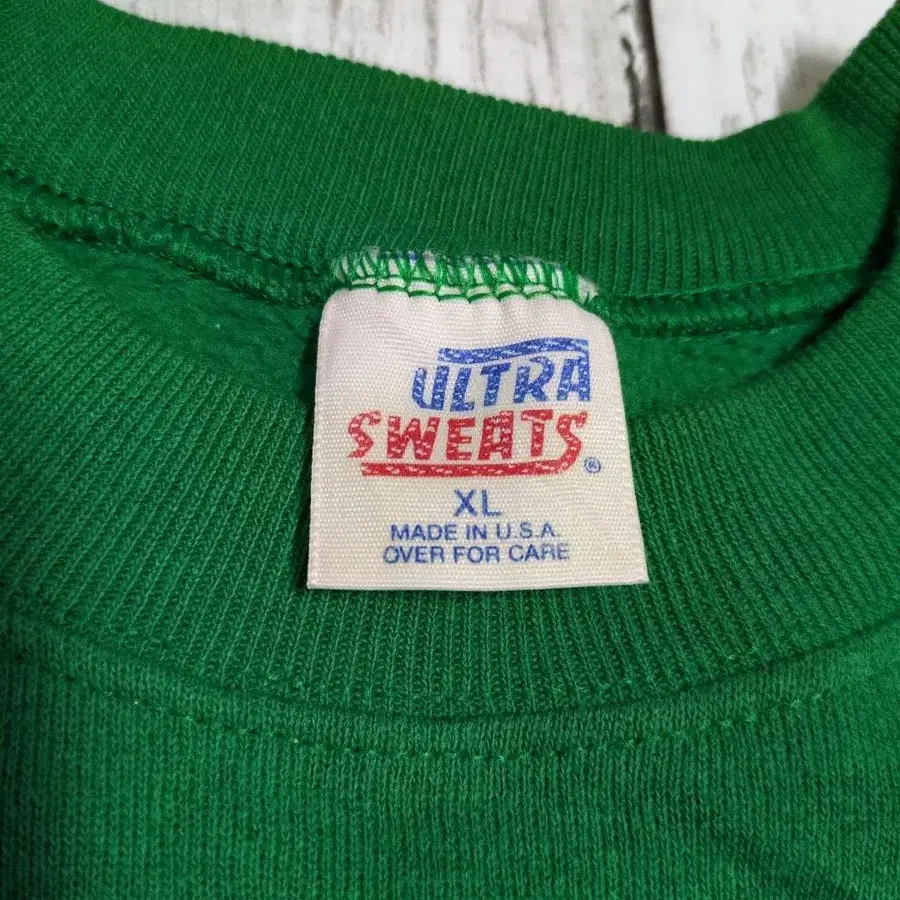 ULTRA
SWEATS®
XL
MADE IN U.S.A.
OVER FOR CARE